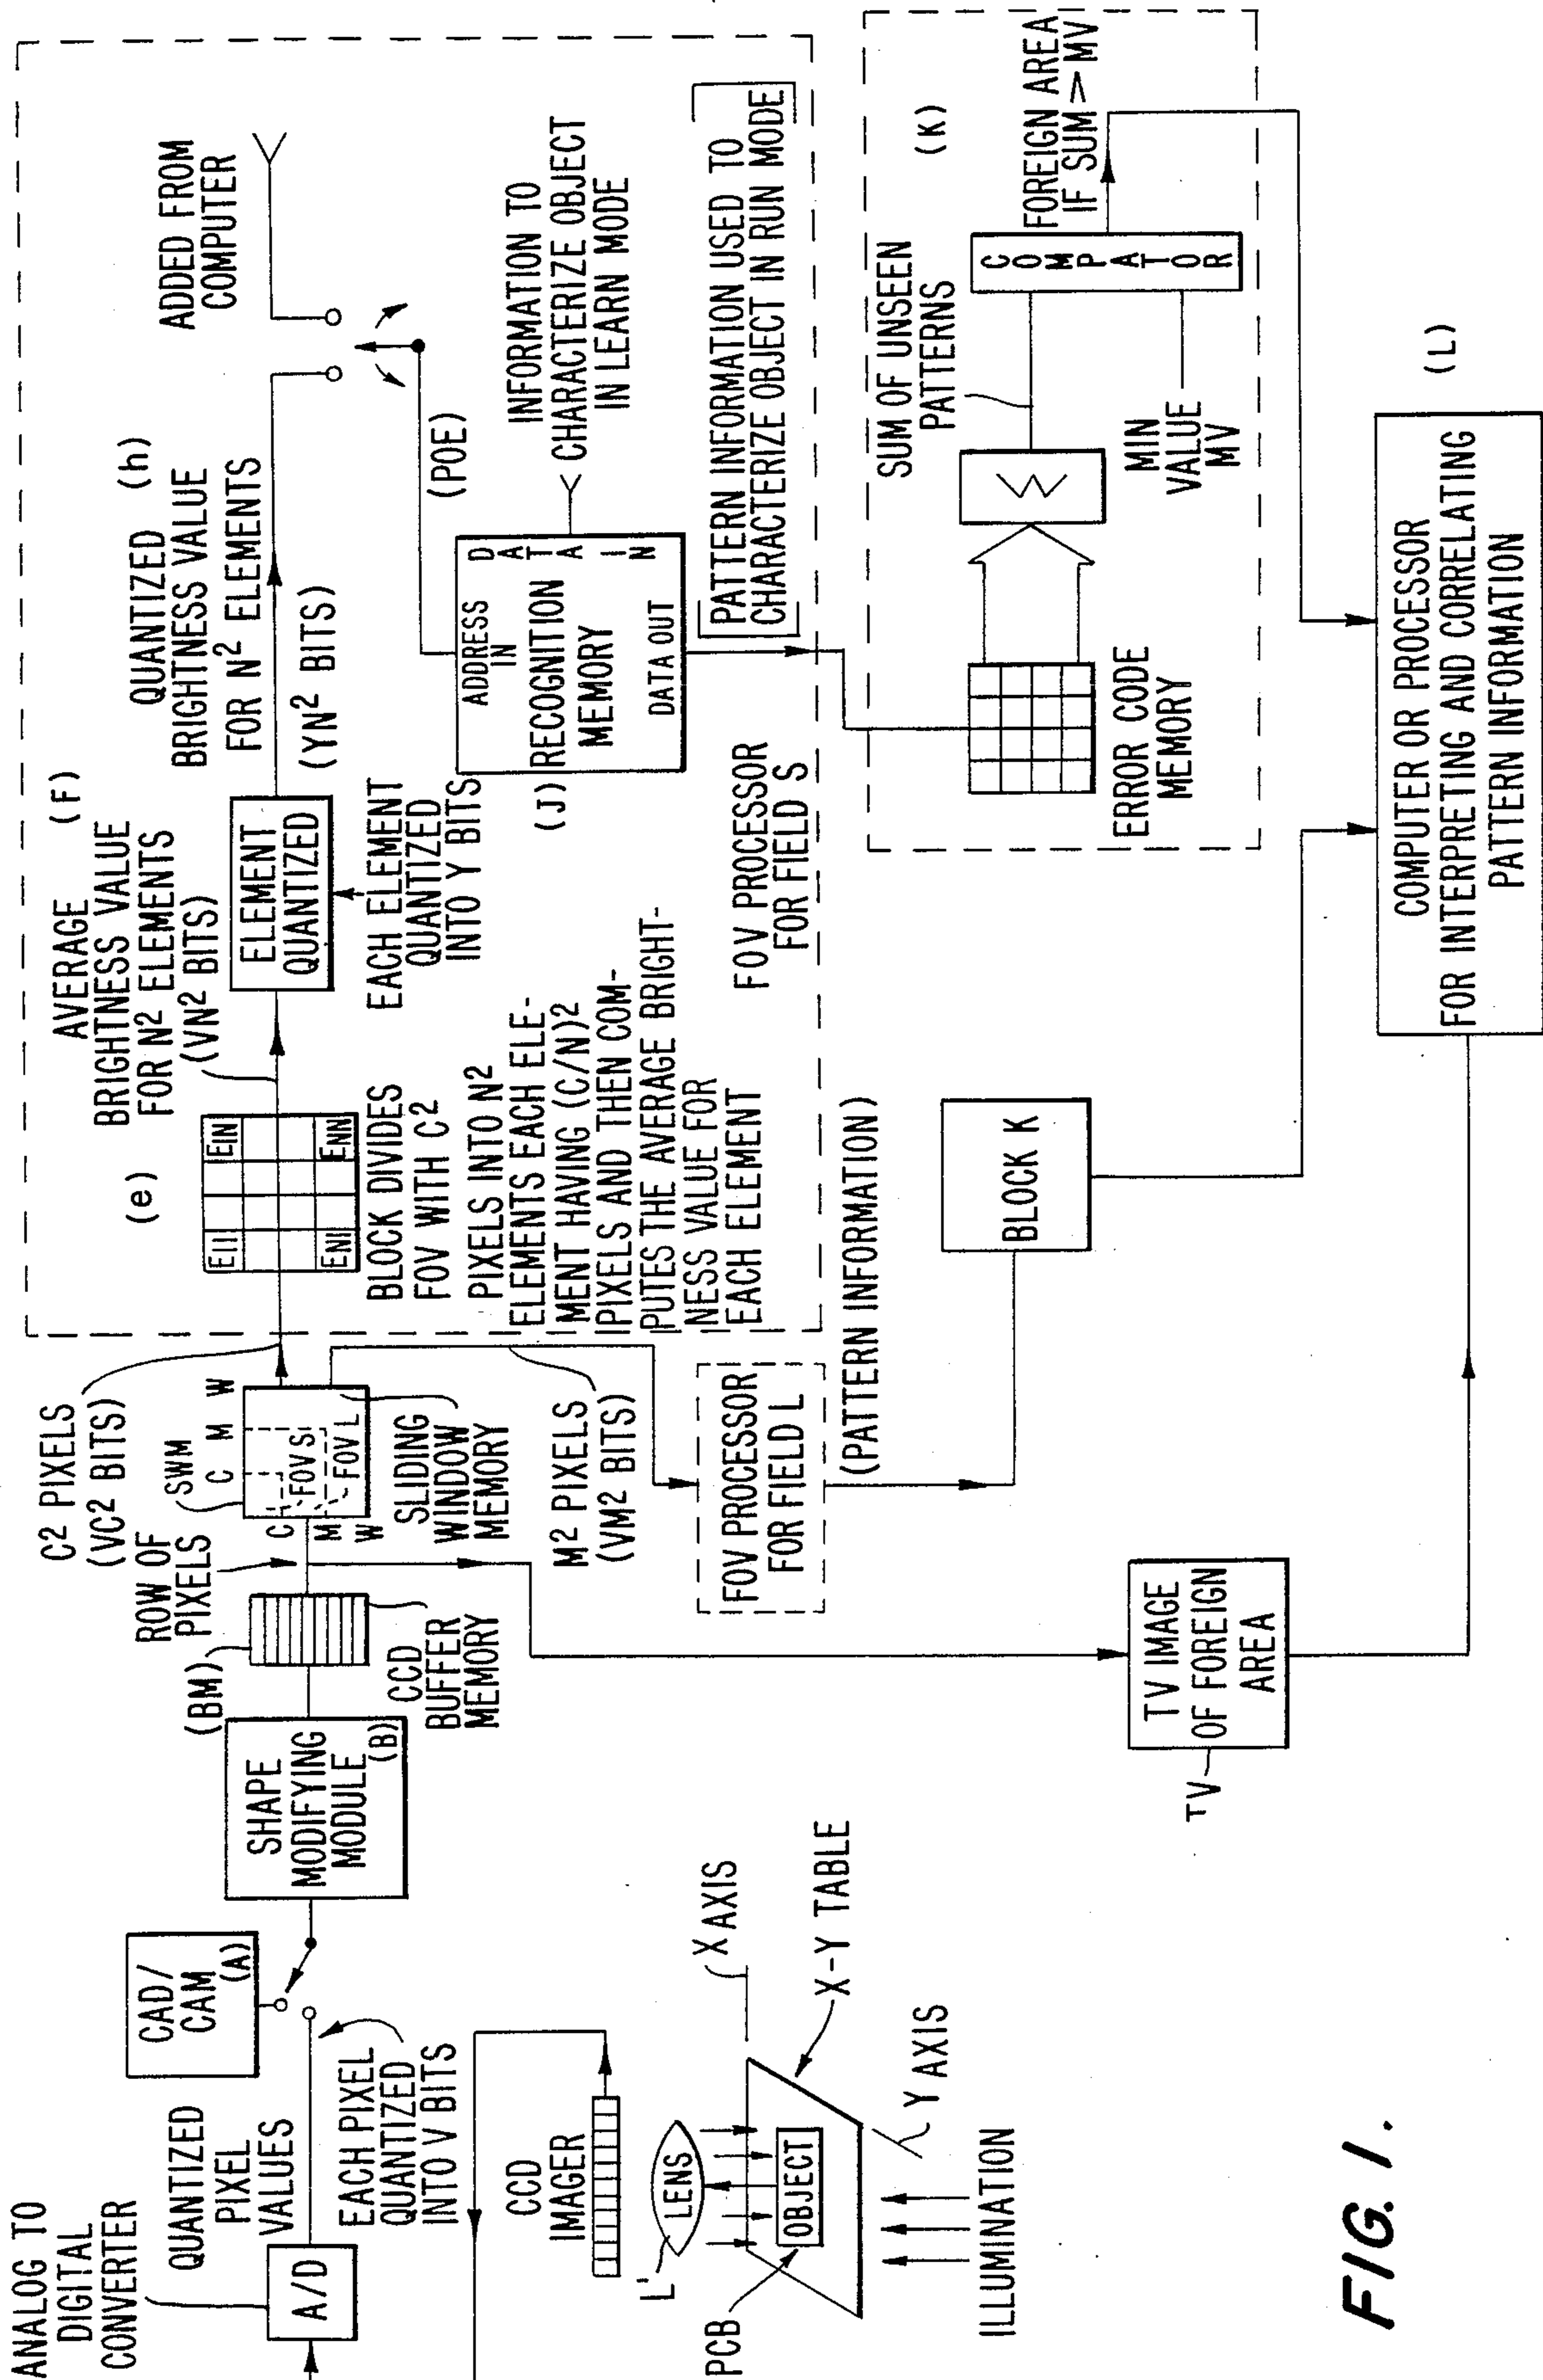 ANALOG TO
DIGITAL
CONVERTER
A/D
QUANTIZED
PIXEL
VALUES
EACH PIXEL
QUANTIZED
INTO V BITS
CAD/
CAM
(A)
SHAPE
MODIFYING
MODULE
(B)
(BM)
CCD
BUFFER
MEMORY
ROW OF
PIXELS
C² PIXELS
(VC² BITS)
SWM
C M W
C
M
W
FOV S
FOV L
SLIDING
WINDOW
MEMORY
M² PIXELS
(VM² BITS)
(e)
E11
E1N
EN1
ENN
BLOCK DIVIDES
FOV WITH C²
PIXELS INTO N²
ELEMENTS EACH ELE-
MENT HAVING (C/N)²
PIXELS AND THEN COM-
PUTES THE AVERAGE BRIGHT-
NESS VALUE FOR
EACH ELEMENT
AVERAGE (F)
BRIGHTNESS VALUE
FOR N² ELEMENTS
(VN² BITS)
ELEMENT
QUANTIZED
EACH ELEMENT
QUANTIZED
INTO Y BITS
QUANTIZED (h)
BRIGHTNESS VALUE
FOR N² ELEMENTS
(YN² BITS)
ADDED FROM
COMPUTER
(POE)
ADDRESS
IN
RECOGNITION
MEMORY
DATA OUT
DATA IN
(J)
INFORMATION TO
CHARACTERIZE OBJECT
IN LEARN MODE
PATTERN INFORMATION USED TO
CHARACTERIZE OBJECT IN RUN MODE
FOV PROCESSOR
FOR FIELD S
CCD
IMAGER
LENS
L'
OBJECT
PCB
X AXIS
X-Y TABLE
Y AXIS
ILLUMINATION
FOV PROCESSOR
FOR FIELD L
(PATTERN INFORMATION)
BLOCK K
ERROR CODE
MEMORY
Σ
SUM OF UNSEEN
PATTERNS
MIN
VALUE
MV
COMPATOR
(K)
FOREIGN AREA
IF SUM > MV
TV IMAGE
OF FOREIGN
AREA
TV
COMPUTER OR PROCESSOR
FOR INTERPRETING AND CORRELATING
PATTERN INFORMATION
(L)
FIG. 1.